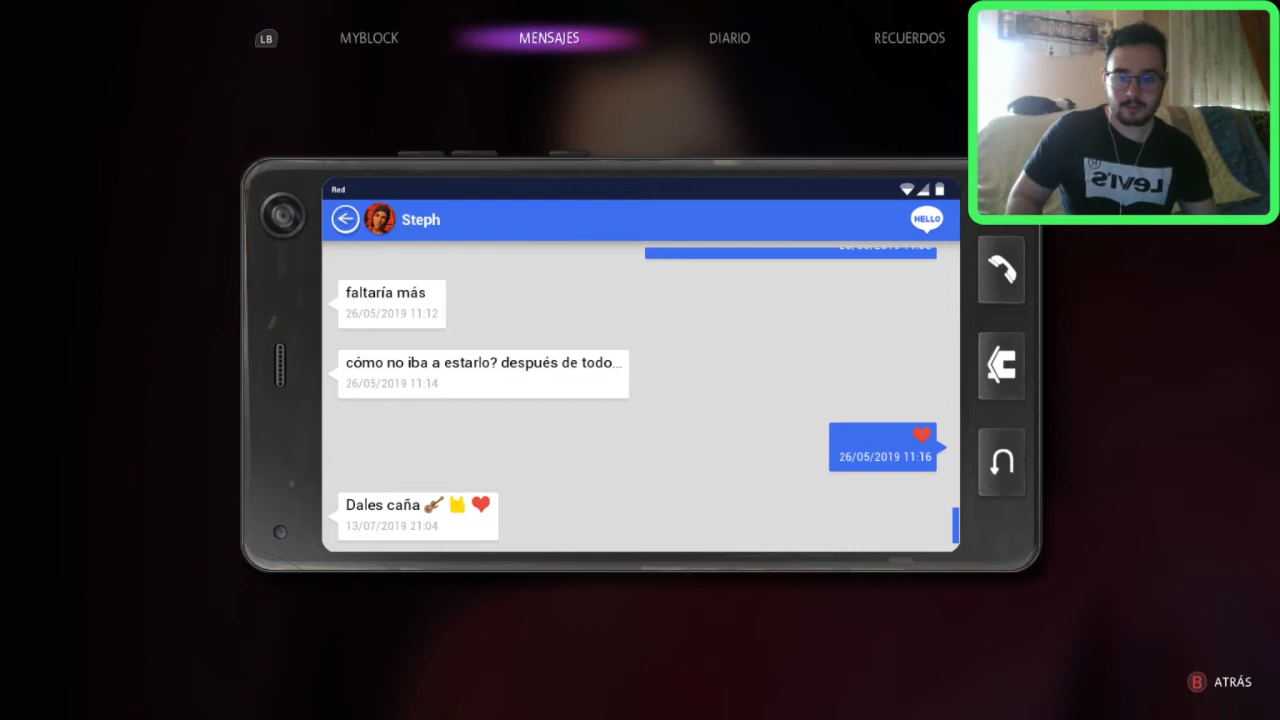 LB
MYBLOCK
MENSAJES
DIARIO
RECUERDOS
Red
Steph
HELLO
faltaría más
26/05/2019 11:12
cómo no iba a estarlo? después de todo...
26/05/2019 11:14
❤️
26/05/2019 11:16
Dales caña 🎸 🤘 ❤️
13/07/2019 21:04
LEVI'S
B ATRÁS